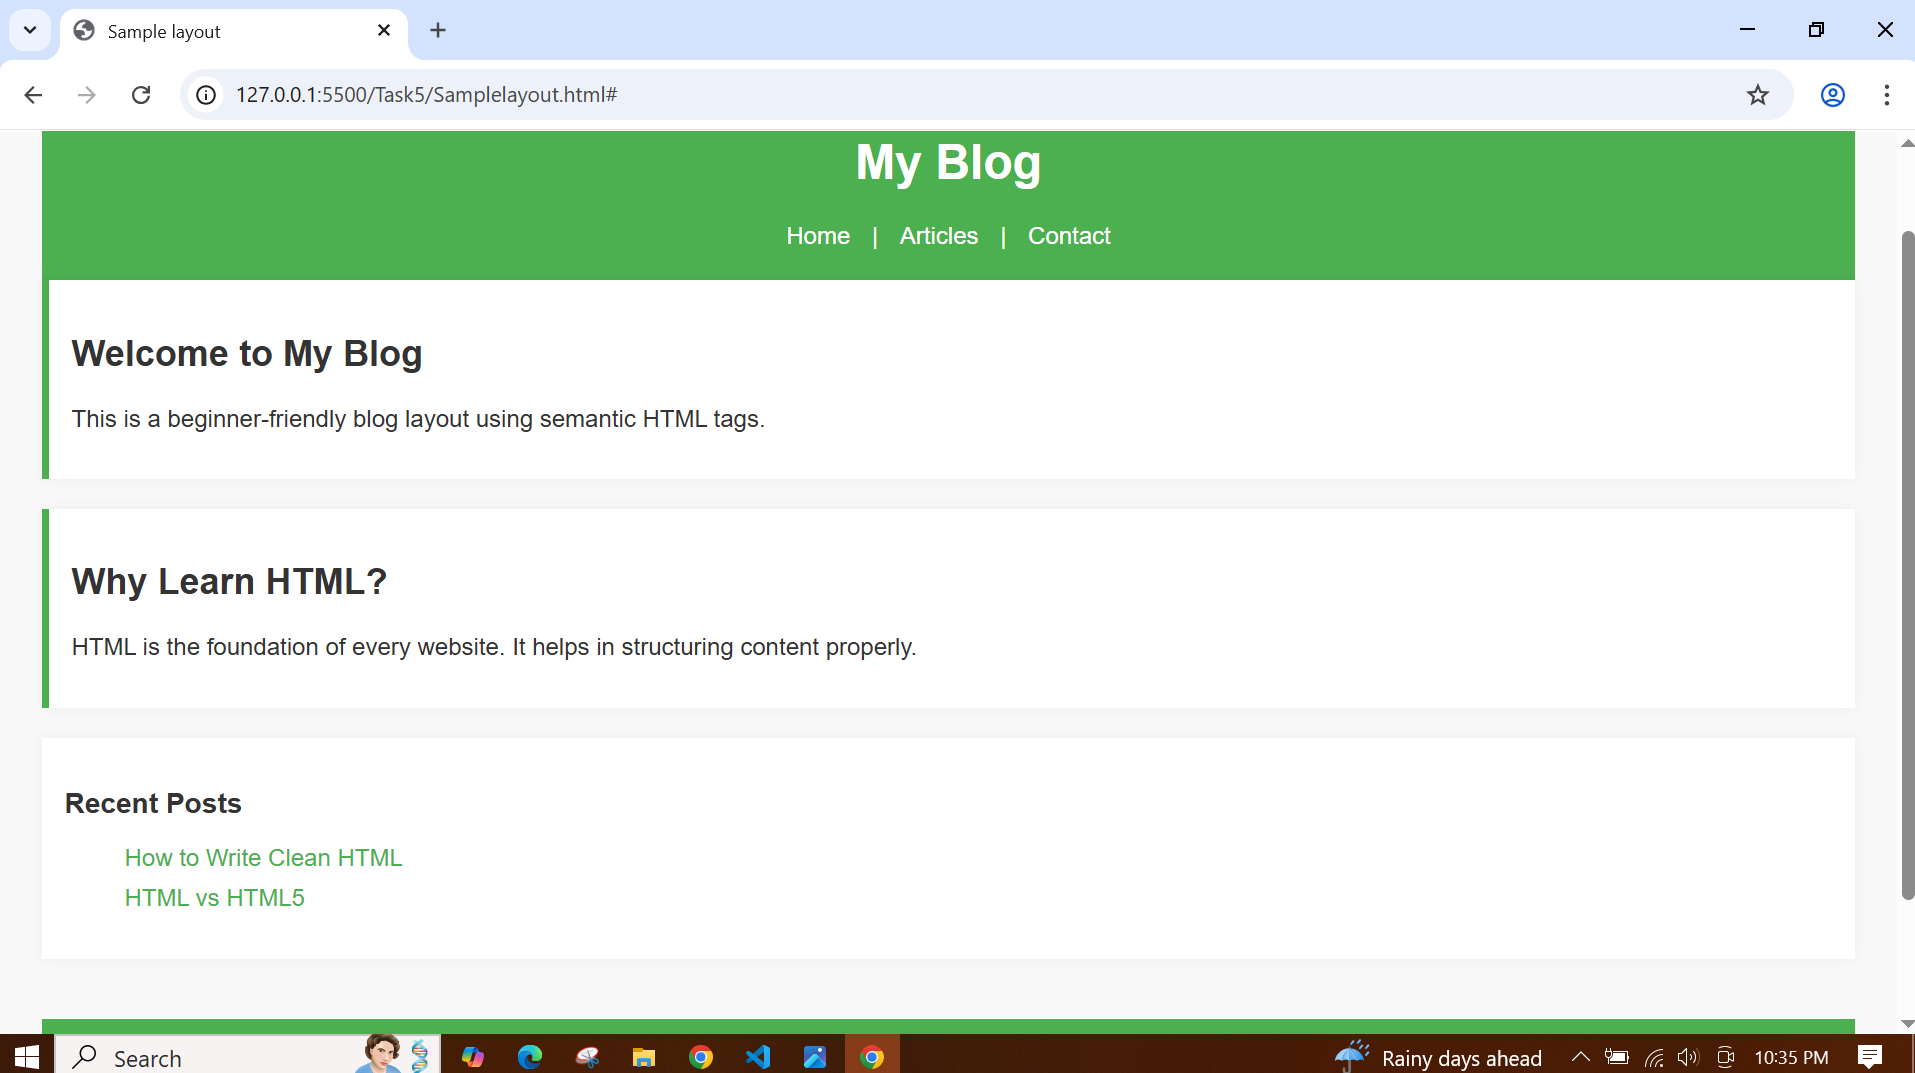 Sample layout
127.0.0.1:5500/Task5/Samplelayout.html#
My Blog
Home | Articles | Contact
Welcome to My Blog
This is a beginner-friendly blog layout using semantic HTML tags.
Why Learn HTML?
HTML is the foundation of every website. It helps in structuring content properly.
Recent Posts
How to Write Clean HTML
HTML vs HTML5
Search
Rainy days ahead
10:35 PM